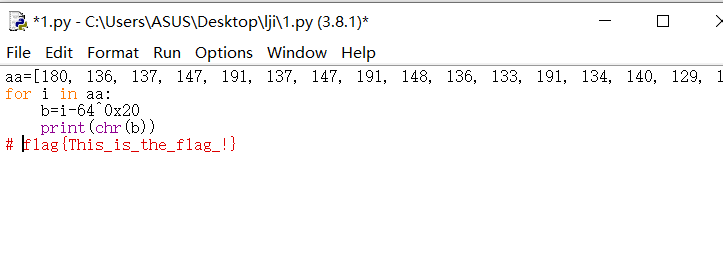 *1.py - C:\Users\ASUS\Desktop\lji\1.py (3.8.1)*
File Edit Format Run Options Window Help
aa=[180, 136, 137, 147, 191, 137, 147, 191, 148, 136, 133, 191, 134, 140, 129, 1
for i in aa:
    b=i-64^0x20
    print(chr(b))
# flag{This_is_the_flag_!}